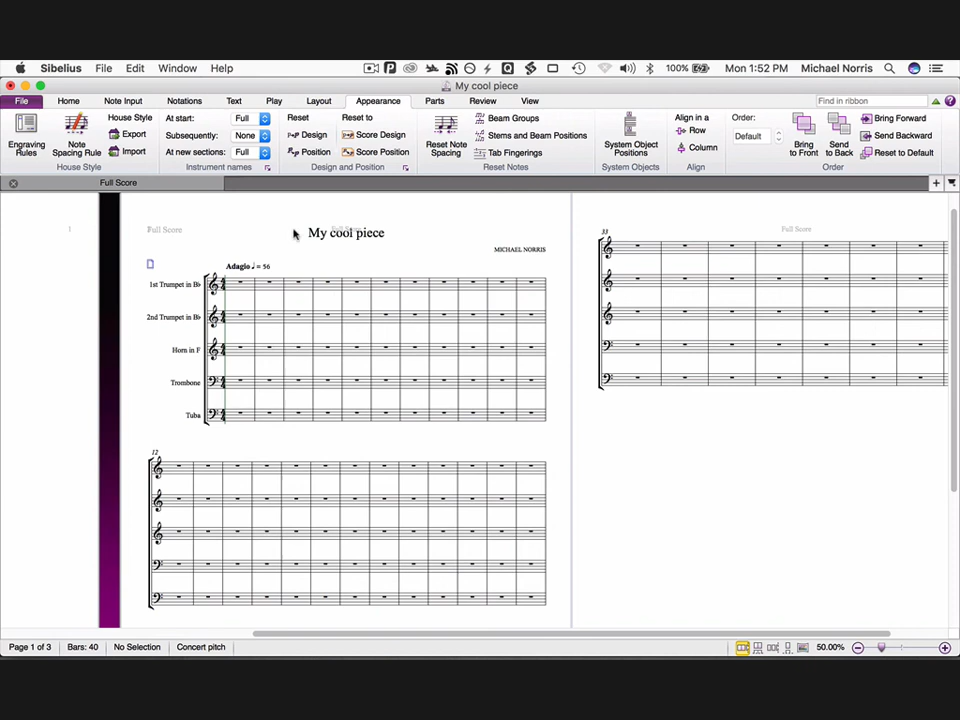 Sibelius File Edit Window Help 100% Mon 1:52 PM Michael Norris
My cool piece
File Home Note Input Notations Text Play Layout Appearance Parts Review View Find in ribbon
Engraving Rules
Note Spacing Rule
House Style
Export
Import
House Style
At start: Full
Subsequently: None
At new sections: Full
Instrument names
Reset
Design
Position
Reset to
Score Design
Score Position
Design and Position
Reset Note Spacing
Beam Groups
Stems and Beam Positions
Tab Fingerings
Reset Notes
System Object Positions
System Objects
Align in a
Row
Column
Align
Order:
Default
Bring to Front
Send to Back
Bring Forward
Send Backward
Reset to Default
Order
Full Score
1
Full Score
My cool piece
MICHAEL NORRIS
Adagio ♩ = 56
1st Trumpet in B♭
2nd Trumpet in B♭
Horn in F
Trombone
Tuba
12
Full Score
33
Page 1 of 3 Bars: 40 No Selection Concert pitch 50.00%